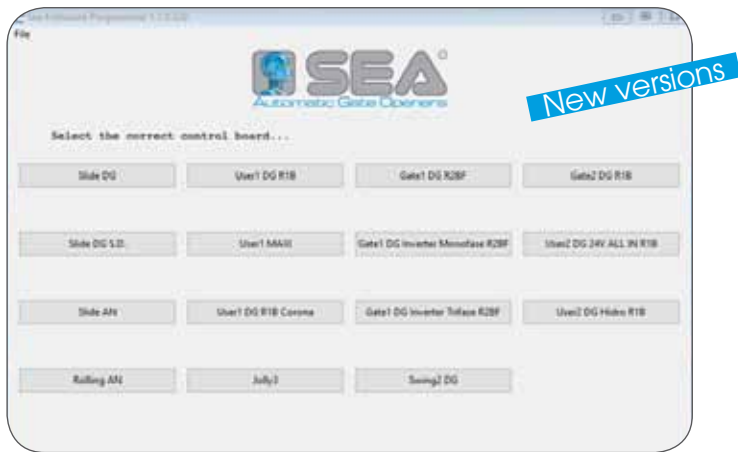 File
SEA
Automatic Gate Openers
New versions
Select the correct control board...
Slide DG
User1 DG R1B
Gate1 DG R2BF
Gate2 DG R1B
Slide DG S.D.
User1 MAXI
Gate1 DG Inverter Monofase R2BF
User2 DG 24V ALL IN R1B
Slide AN
User1 DG R1B Corona
Gate1 DG Inverter Trifase R2BF
User2 DG Hidro R1B
Rolling AN
Jolly3
Swing2 DG